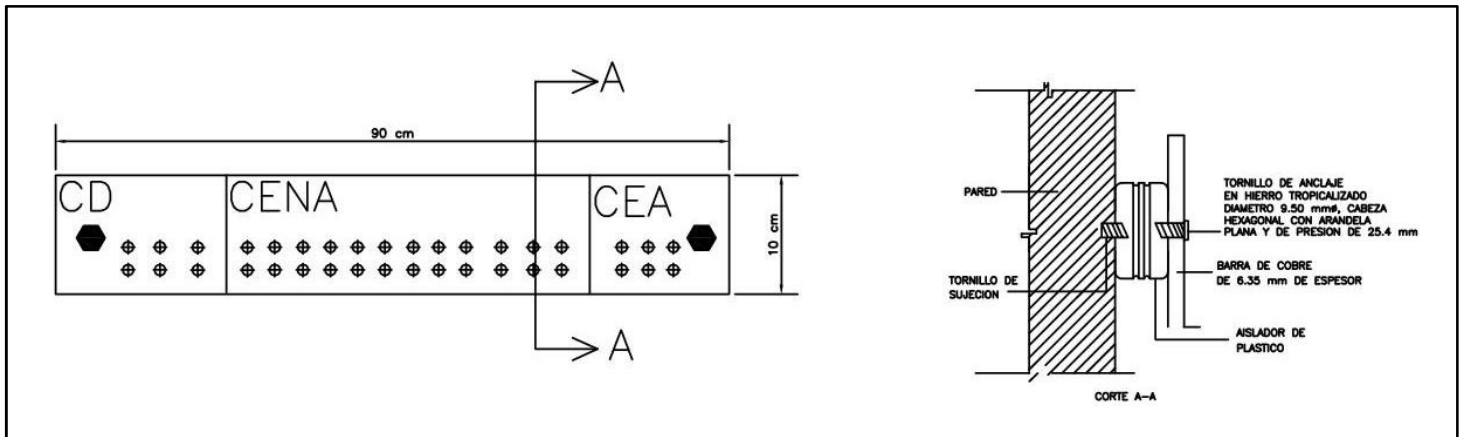 A
90 cm
CD
CENA
CEA
10 cm
A
PARED
TORNILLO DE
SUJECION
TORNILLO DE ANCLAJE
EN HIERRO TROPICALIZADO
DIAMETRO 9.50 mmø, CABEZA
HEXAGONAL CON ARANDELA
PLANA Y DE PRESION DE 25.4 mm
BARRA DE COBRE
DE 6.35 mm DE ESPESOR
AISLADOR DE
PLASTICO
CORTE A-A